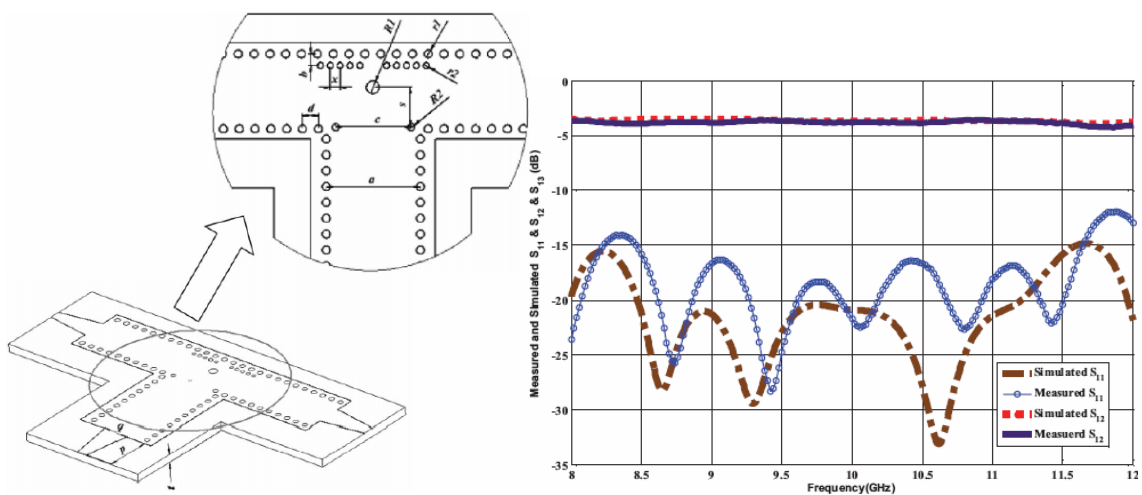 R1
r1
b
x
r2
s
R2
d
c
a
q
p
Measured and Simulated S11 & S12 & S13 (dB)
0
-5
-10
-15
-20
-25
-30
-35
8
8.5
9
9.5
10
10.5
11
11.5
12
Frequency(GHz)
Simulated S11
Measured S11
Simulated S12
Measuerd S12